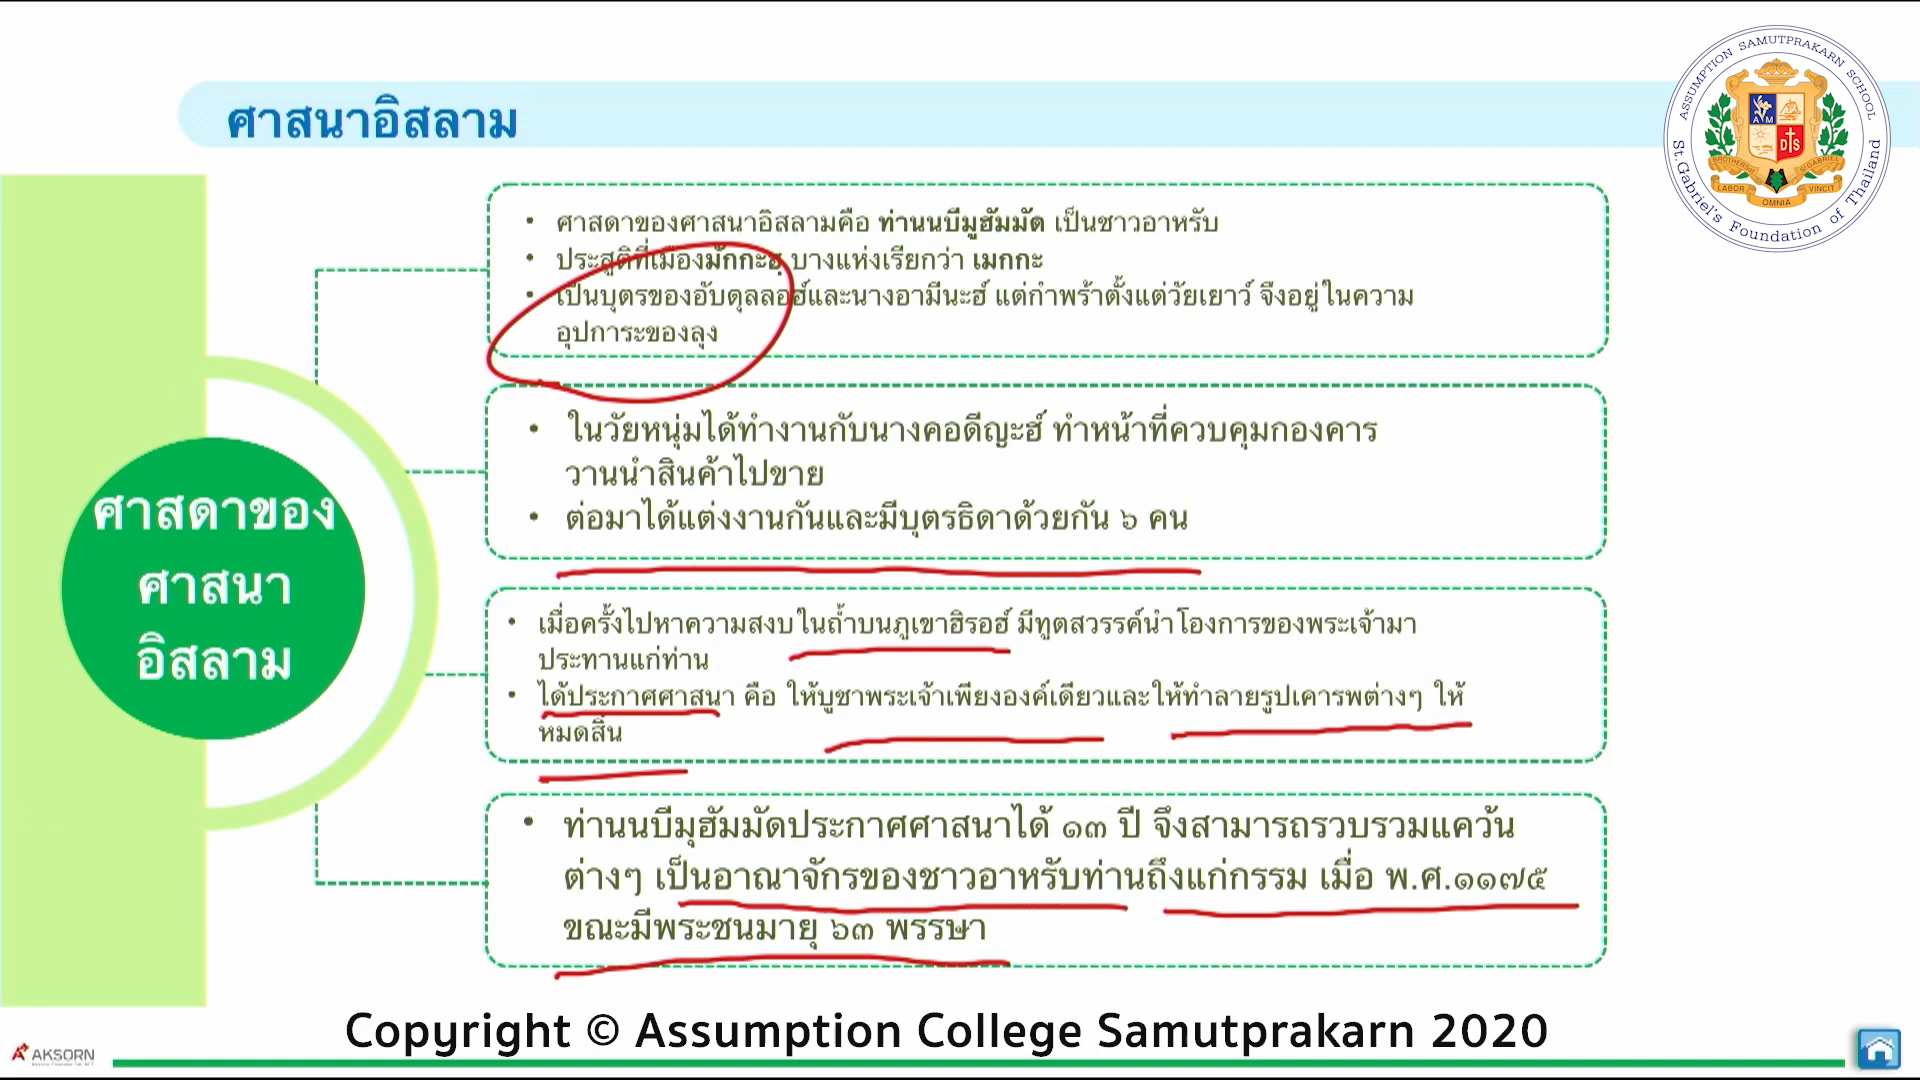 ศาสนาอิสลาม
ASSUMPTION SAMUTPRAKARN SCHOOL
St.Gabriel's Foundation of Thailand
A M
D S
BROTHERS of ST GABRIEL
LABOR VINCIT
OMNIA
ศาสดาของ
ศาสนา
อิสลาม
• ศาสดาของศาสนาอิสลามคือ ท่านนบีมูฮัมมัด เป็นชาวอาหรับ
• ประสูติที่เมืองมักกะฮฺ บางแห่งเรียกว่า เมกกะ
• เป็นบุตรของอับดุลลอฮ์และนางอามีนะฮ์ แต่กำพร้าตั้งแต่วัยเยาว์ จึงอยู่ในความ
อุปการะของลุง
• ในวัยหนุ่มได้ทำงานกับนางคอดีญะฮ์ ทำหน้าที่ควบคุมกองคาร
วานนำสินค้าไปขาย
• ต่อมาได้แต่งงานกันและมีบุตรธิดาด้วยกัน ๖ คน
• เมื่อครั้งไปหาความสงบในถ้ำบนภูเขาฮิรอฮ์ มีทูตสวรรค์นำโองการของพระเจ้ามา
ประทานแก่ท่าน
• ได้ประกาศศาสนา คือ ให้บูชาพระเจ้าเพียงองค์เดียวและให้ทำลายรูปเคารพต่างๆ ให้
หมดสิ้น
• ท่านนบีมุฮัมมัดประกาศศาสนาได้ ๑๓ ปี จึงสามารถรวบรวมแคว้น
ต่างๆ เป็นอาณาจักรของชาวอาหรับท่านถึงแก่กรรม เมื่อ พ.ศ.๑๑๗๕
ขณะมีพระชนมายุ ๖๓ พรรษา
Copyright © Assumption College Samutprakarn 2020
AKSORN